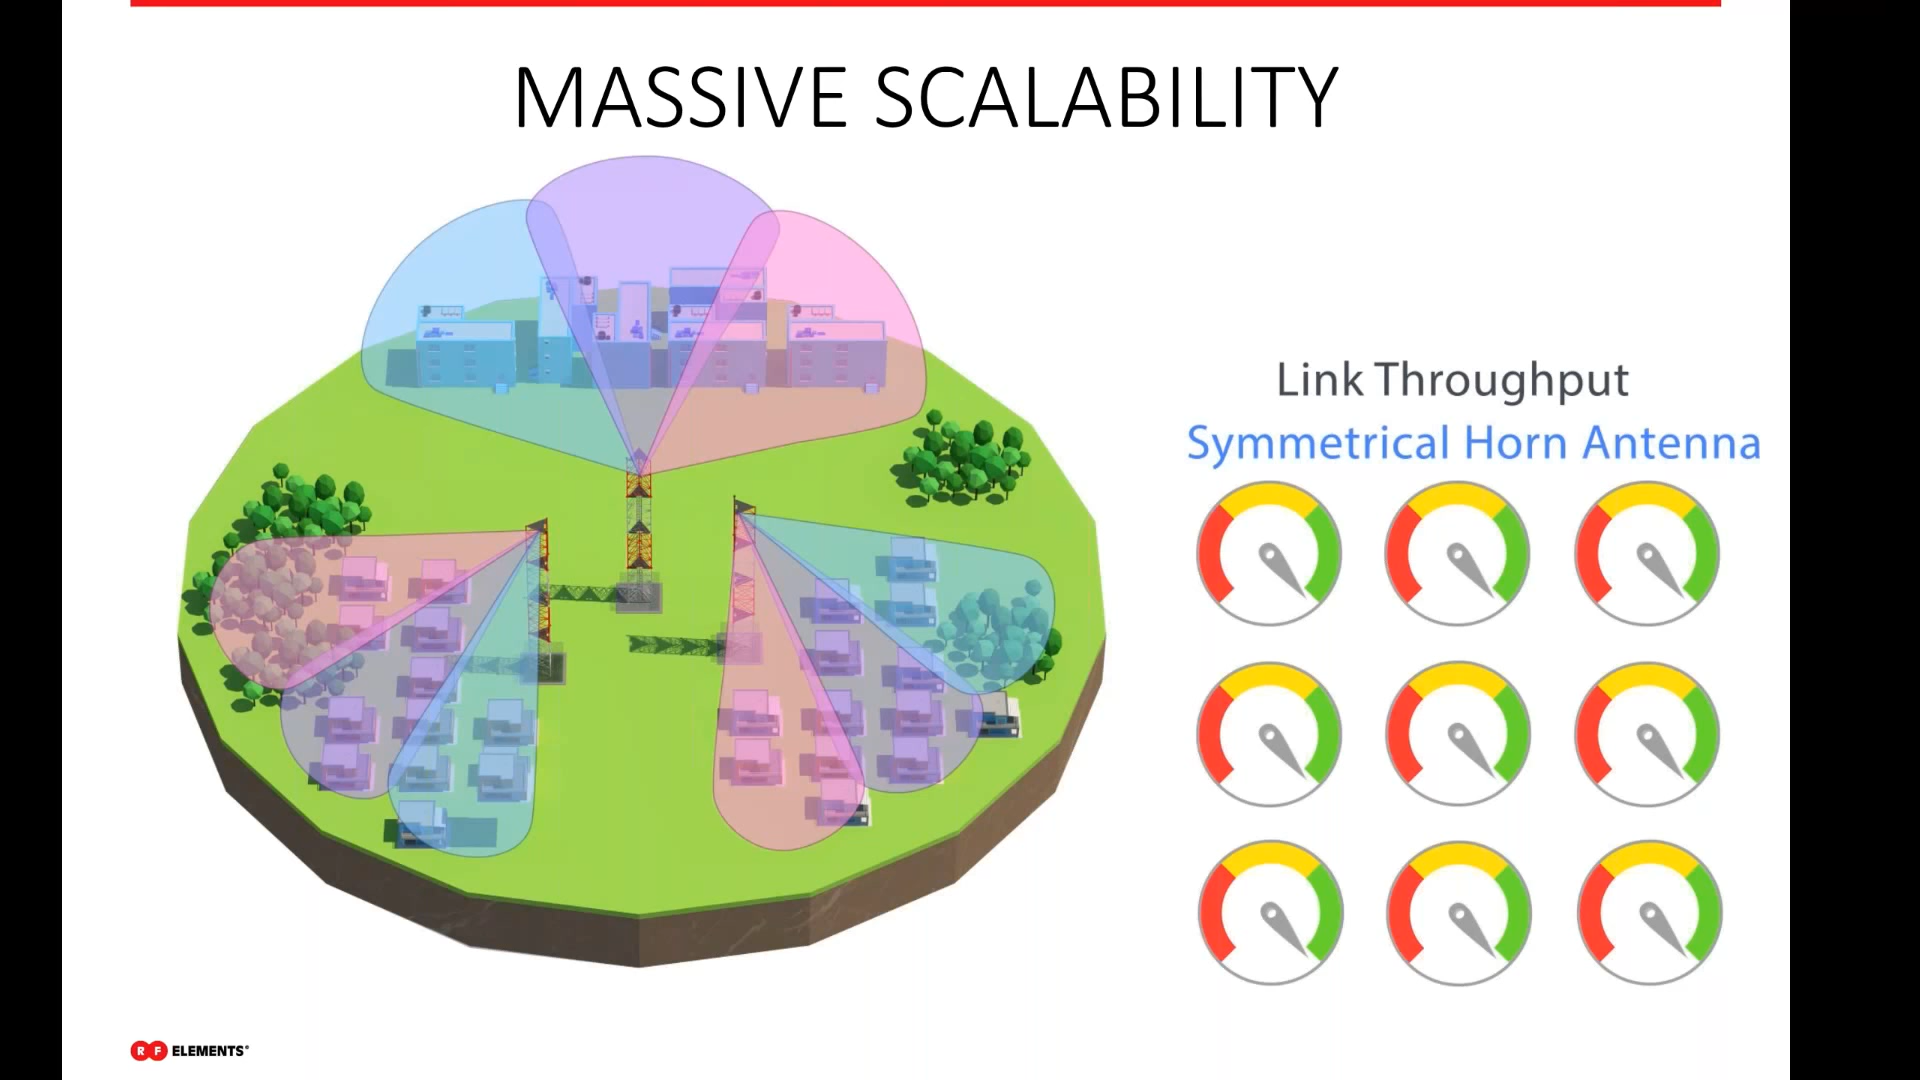 MASSIVE SCALABILITY
Link Throughput
Symmetrical Horn Antenna
RF ELEMENTS®